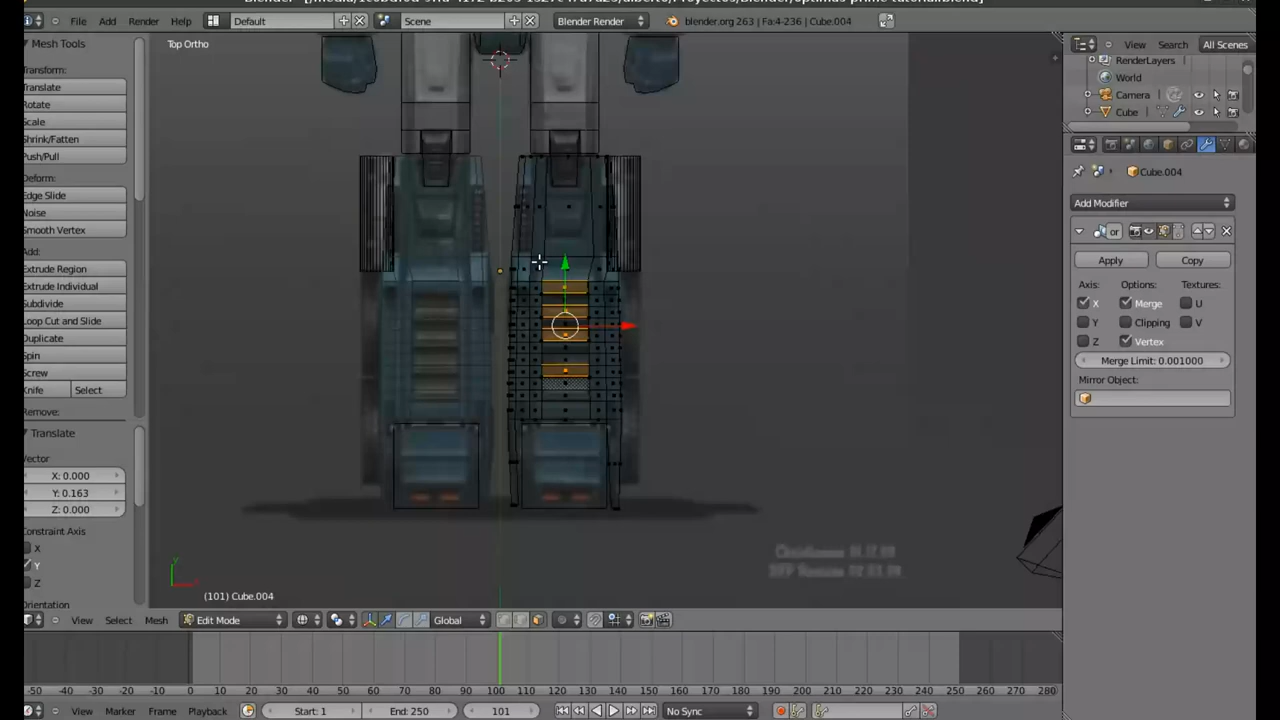 File Add Render Help Default Scene Blender Render blender.org 263 | Fa:4-236 | Cube.004
Mesh Tools
Transform:
Translate
Rotate
Scale
Shrink/Fatten
Push/Pull
Deform:
Edge Slide
Noise
Smooth Vertex
Add:
Extrude Region
Extrude Individual
Subdivide
Loop Cut and Slide
Duplicate
Spin
Screw
Knife Select
Remove:
Translate
Vector
X: 0.000
Y: 0.163
Z: 0.000
Constraint Axis
X
Y
Z
Orientation
Top Ortho
(101) Cube.004
View Select Mesh Edit Mode Global
View Search All Scenes
RenderLayers
World
Camera
Cube
Cube.004
Add Modifier
or
Apply Copy
Axis: Textures:
X Merge U
Y Clipping V
Z Vertex
Merge Limit: 0.001000
Mirror Object:
-50 -40 -30 -20 -10 0 10 20 30 40 50 60 70 80 90 100 110 120 130 140 150 160 170 180 190 200 210 220 230 240 250 260 270 280
View Marker Frame Playback Start: 1 End: 250 101 No Sync